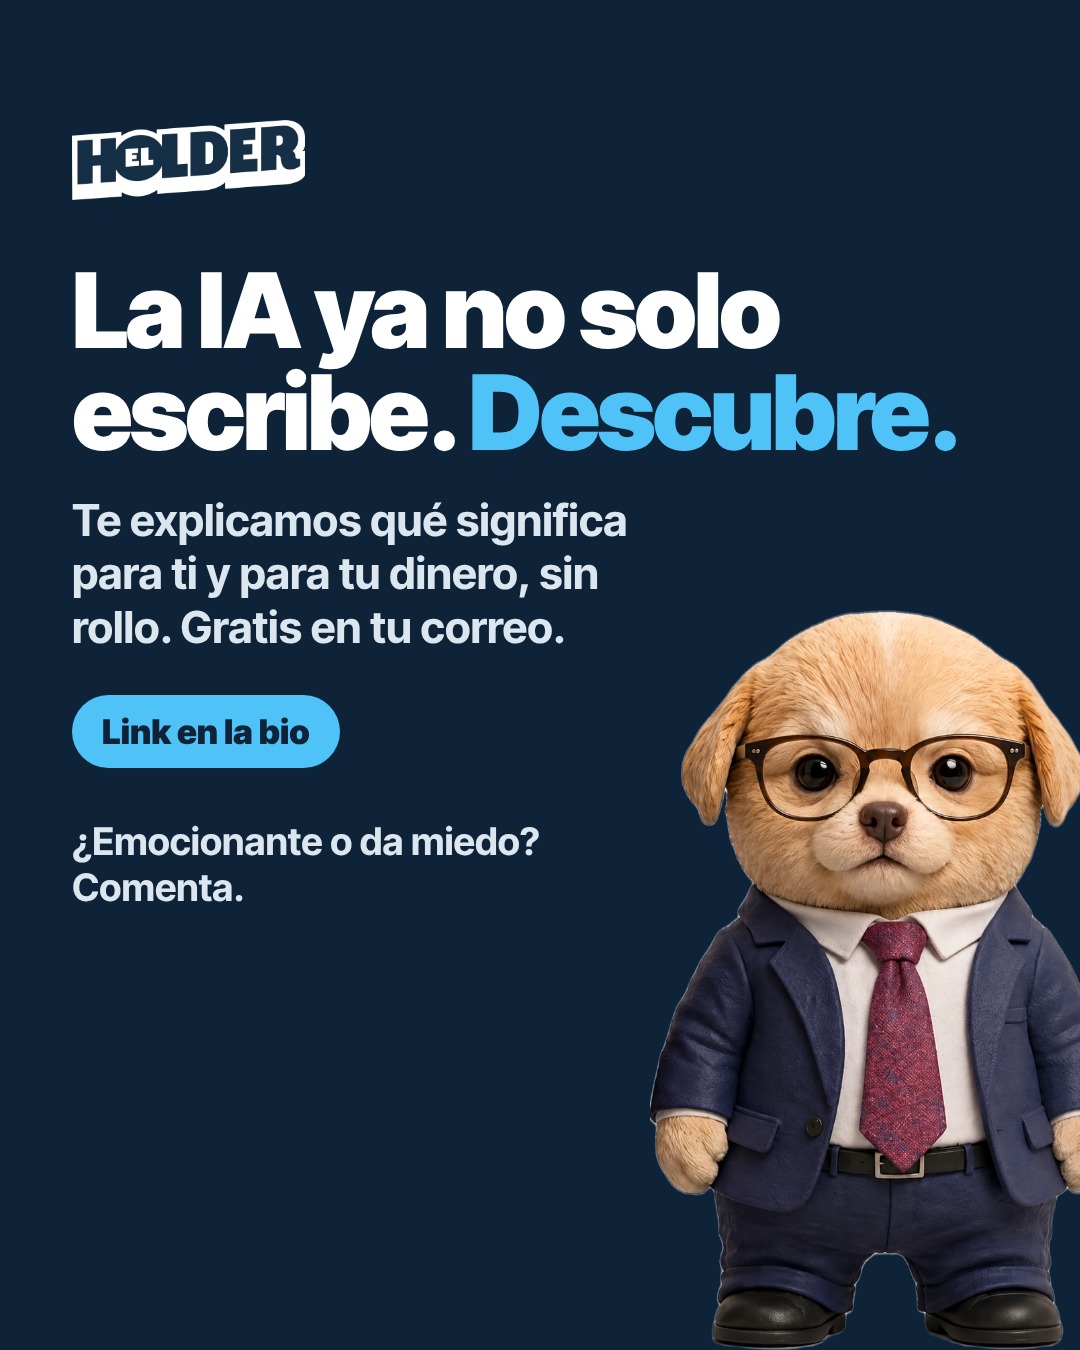 EL HOLDER
La IA ya no solo
escribe. Descubre.
Te explicamos qué significa
para ti y para tu dinero, sin
rollo. Gratis en tu correo.
Link en la bio
¿Emocionante o da miedo?
Comenta.